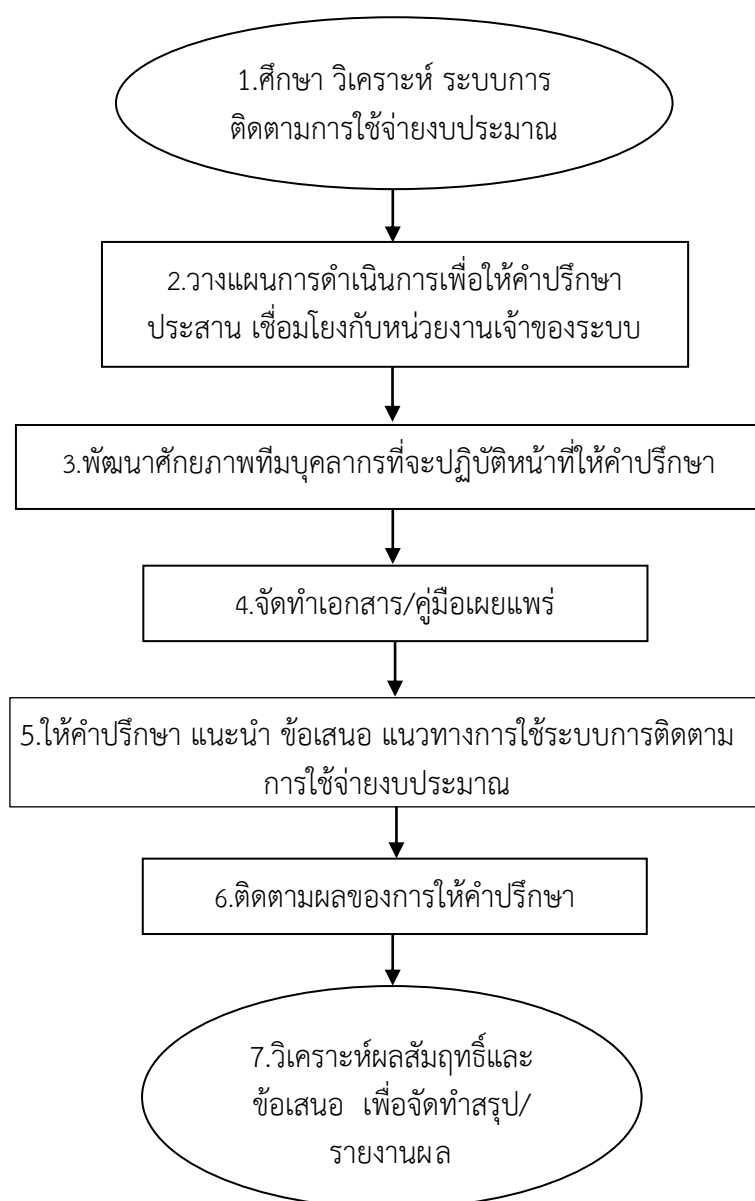 1.ศึกษา วิเคราะห์ ระบบการ
ติดตามการใช้จ่ายงบประมาณ
2.วางแผนการดำเนินการเพื่อให้คำปรึกษา
ประสาน เชื่อมโยงกับหน่วยงานเจ้าของระบบ
3.พัฒนาศักยภาพทีมบุคลากรที่จะปฏิบัติหน้าที่ให้คำปรึกษา
4.จัดทำเอกสาร/คู่มือเผยแพร่
5.ให้คำปรึกษา แนะนำ ข้อเสนอ แนวทางการใช้ระบบการติดตาม
การใช้จ่ายงบประมาณ
6.ติดตามผลของการให้คำปรึกษา
7.วิเคราะห์ผลสัมฤทธิ์และ
ข้อเสนอ เพื่อจัดทำสรุป/
รายงานผล